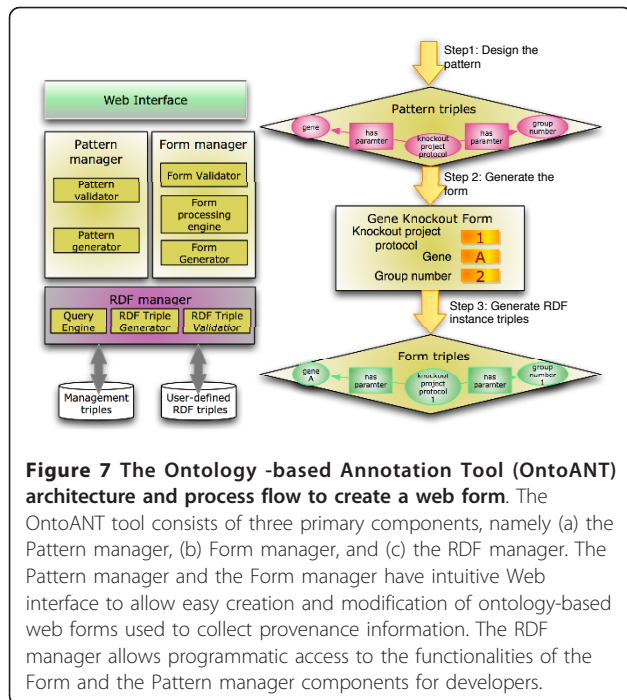 Web Interface
Pattern manager
Pattern validator
Pattern generator
Form manager
Form Validator
Form processing engine
Form Generator
RDF manager
Query Engine
RDF Triple Generator
RDF Triple Validatior
Management triples
User-defined RDF triples
Step1: Design the pattern
Pattern triples
gene
has paramter
knockout project protocol
has paramter
group number
Step 2: Generate the form
Gene Knockout Form
Knockout project protocol 1
Gene A
Group number 2
Step 3: Generate RDF instance triples
Form triples
gene A
has paramter
knockout project protocol 1
has paramter
group number 1
Figure 7 The Ontology -based Annotation Tool (OntoANT)
architecture and process flow to create a web form. The
OntoANT tool consists of three primary components, namely (a) the
Pattern manager, (b) Form manager, and (c) the RDF manager. The
Pattern manager and the Form manager have intuitive Web
interface to allow easy creation and modification of ontology-based
web forms used to collect provenance information. The RDF
manager allows programmatic access to the functionalities of the
Form and the Pattern manager components for developers.